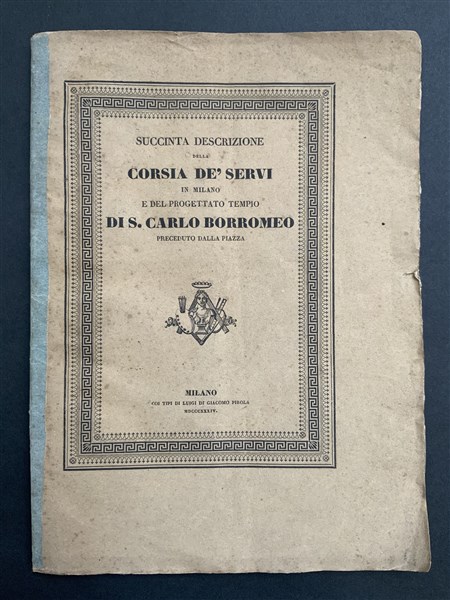 SUCCINTA DESCRIZIONE
DELLA
CORSIA DE' SERVI
IN MILANO
E DEL PROGETTATO TEMPIO
DI S. CARLO BORROMEO
PRECEDUTO DALLA PIAZZA
MILANO
COI TIPI DI LUIGI DI GIACOMO PIROLA
MDCCCXXXIV.